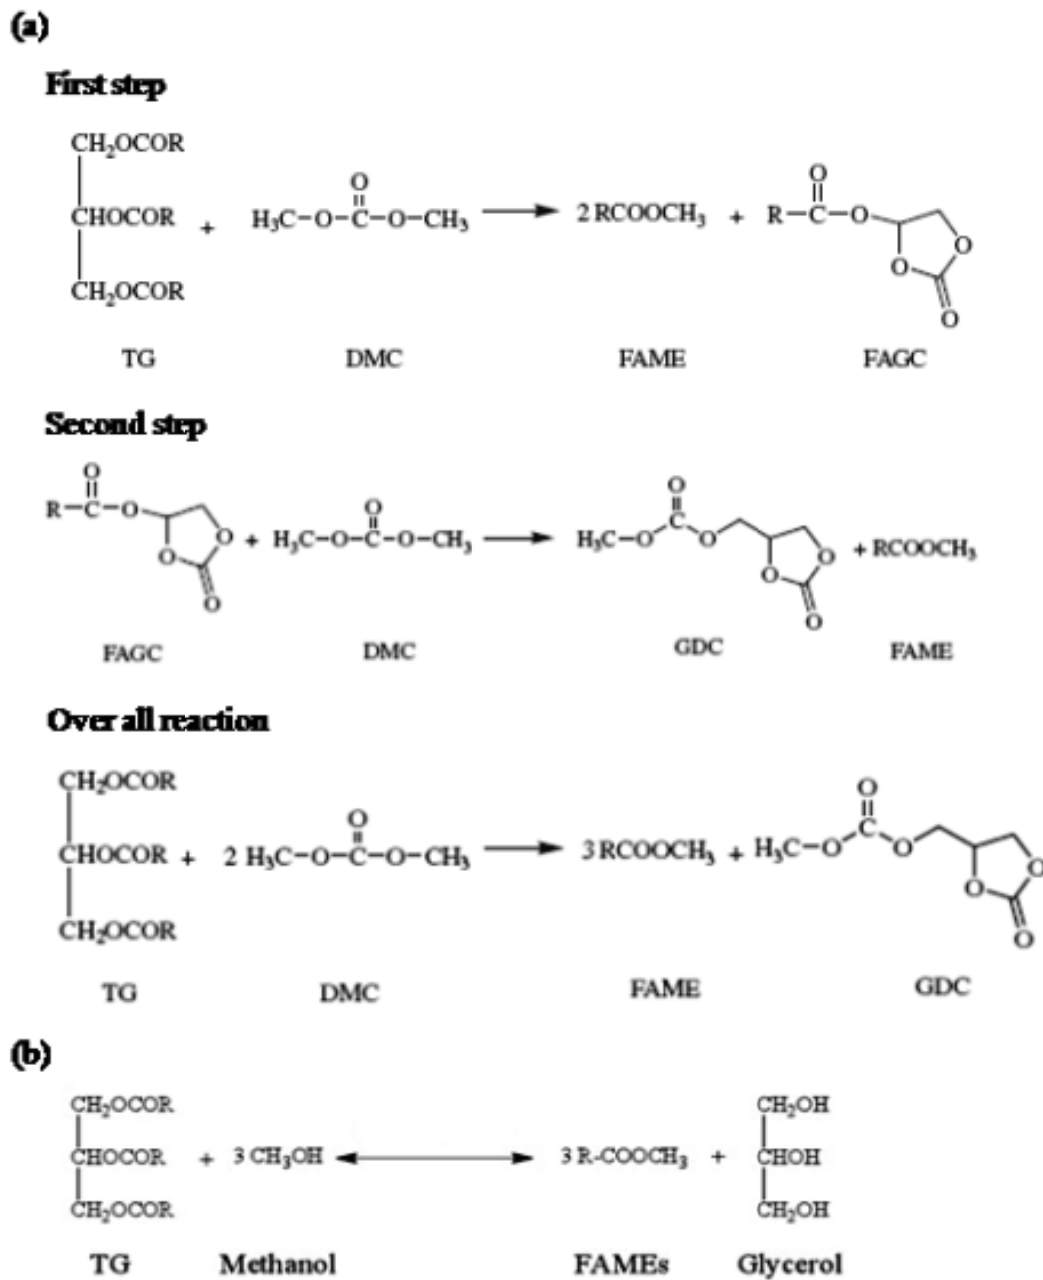 (a)
First step
CH₂OCOR
CHOCOR + H₃C–O–C–O–CH₃ 2 RCOOCH₃ + R–C–O
O
O
O
O
O
CH₂OCOR
TG DMC FAME FAGC
Second step
O
O
O
R–C–O + H₃C–O–C–O–CH₃ H₃C–O C O + RCOOCH₃
O
O
O
O
O
O
FAGC DMC GDC FAME
Over all reaction
CH₂OCOR
O
O
CHOCOR + 2 H₃C–O–C–O–CH₃ 3 RCOOCH₃ + H₃C–O C O
O
O
O
CH₂OCOR
TG DMC FAME GDC
(b)
CH₂OCOR CH₂OH
CHOCOR + 3 CH₃OH 3 R-COOCH₃ + CHOH
CH₂OCOR CH₂OH
TG Methanol FAMEs Glycerol